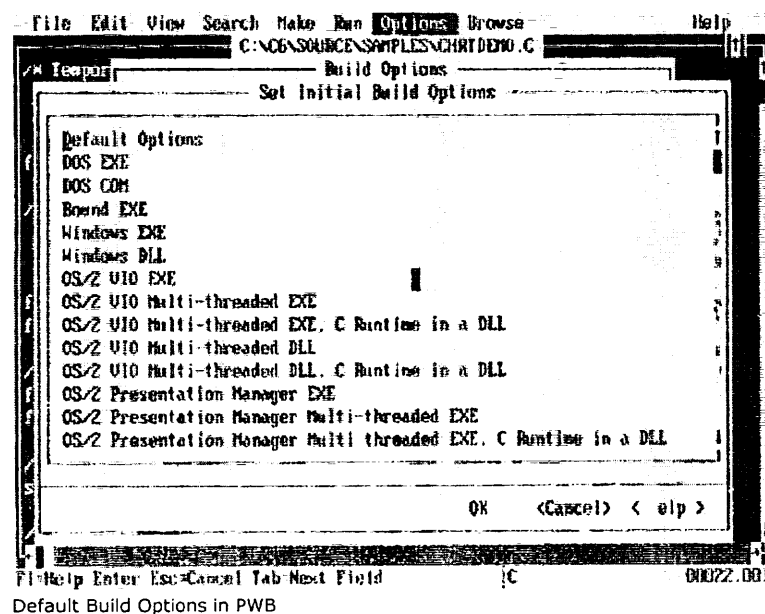 File Edit View Search Make Run Options Browse Help
C:\C6\SOURCE\SAMPLES\CHRTDEMO.C
/* Tempor
Build Options
Set Initial Build Options
Default Options
DOS EXE
DOS COM
Bound EXE
Windows EXE
Windows DLL
OS/2 VIO EXE
OS/2 VIO Multi-threaded EXE
OS/2 VIO Multi-threaded EXE, C Runtime in a DLL
OS/2 VIO Multi-threaded DLL
OS/2 VIO Multi-threaded DLL, C Runtime in a DLL
OS/2 Presentation Manager EXE
OS/2 Presentation Manager Multi-threaded EXE
OS/2 Presentation Manager Multi threaded EXE, C Runtime in a DLL
OK <Cancel> < elp >
F1=Help Enter Esc=Cancel Tab=Next Field C 00022.00
Default Build Options in PWB